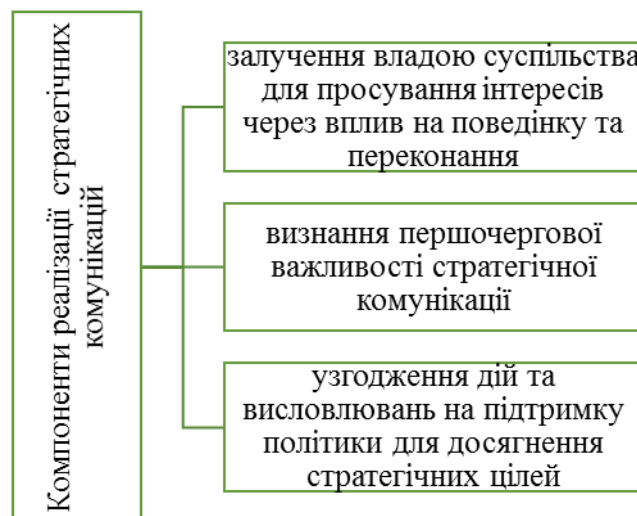 Компоненти реалізації стратегічних
комунікацій
залучення владою суспільства
для просування інтересів
через вплив на поведінку та
переконання
визнання першочергової
важливості стратегічної
комунікації
узгодження дій та
висловлювань на підтримку
політики для досягнення
стратегічних цілей